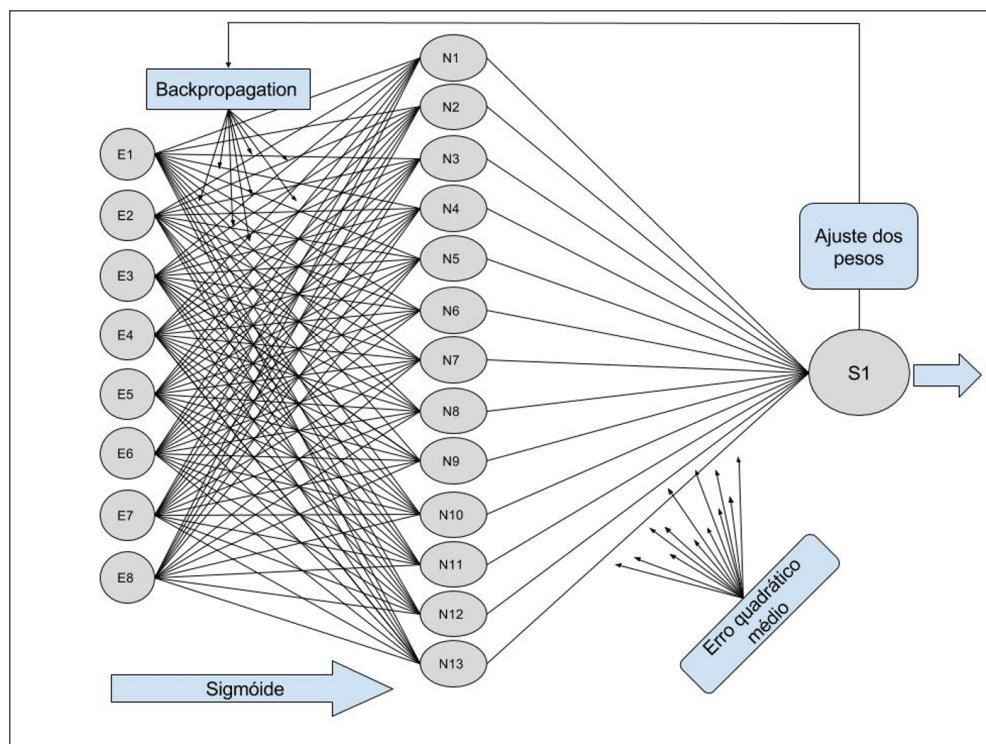 Backpropagation
E1
E2
E3
E4
E5
E6
E7
E8
N1
N2
N3
N4
N5
N6
N7
N8
N9
N10
N11
N12
N13
Ajuste dos
pesos
S1
Erro quadrático
médio
Sigmóide